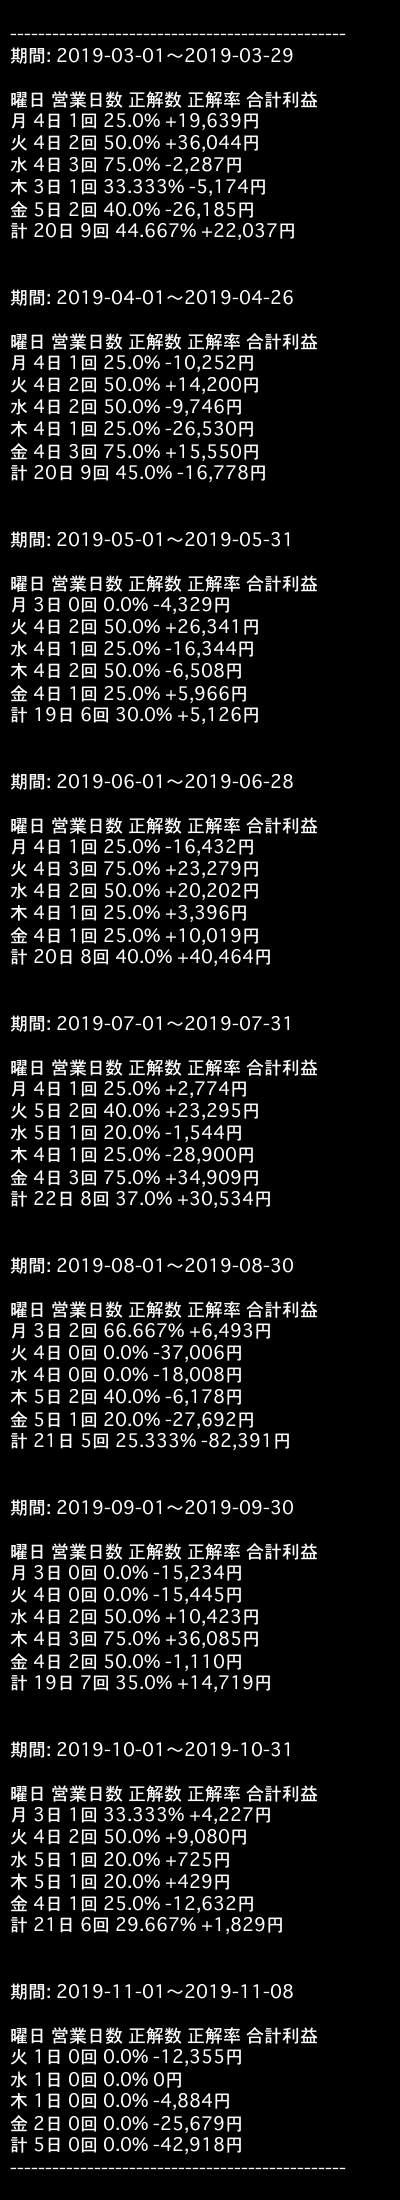 ------------------------------------------------
期間: 2019-03-01〜2019-03-29
曜日 営業日数 正解数 正解率 合計利益
月 4日 1回 25.0% +19,639円
火 4日 2回 50.0% +36,044円
水 4日 3回 75.0% -2,287円
木 3日 1回 33.333% -5,174円
金 5日 2回 40.0% -26,185円
計 20日 9回 44.667% +22,037円
期間: 2019-04-01〜2019-04-26
曜日 営業日数 正解数 正解率 合計利益
月 4日 1回 25.0% -10,252円
火 4日 2回 50.0% +14,200円
水 4日 2回 50.0% -9,746円
木 4日 1回 25.0% -26,530円
金 4日 3回 75.0% +15,550円
計 20日 9回 45.0% -16,778円
期間: 2019-05-01〜2019-05-31
曜日 営業日数 正解数 正解率 合計利益
月 3日 0回 0.0% -4,329円
火 4日 2回 50.0% +26,341円
水 4日 1回 25.0% -16,344円
木 4日 2回 50.0% -6,508円
金 4日 1回 25.0% +5,966円
計 19日 6回 30.0% +5,126円
期間: 2019-06-01〜2019-06-28
曜日 営業日数 正解数 正解率 合計利益
月 4日 1回 25.0% -16,432円
火 4日 3回 75.0% +23,279円
水 4日 2回 50.0% +20,202円
木 4日 1回 25.0% +3,396円
金 4日 1回 25.0% +10,019円
計 20日 8回 40.0% +40,464円
期間: 2019-07-01〜2019-07-31
曜日 営業日数 正解数 正解率 合計利益
月 4日 1回 25.0% +2,774円
火 5日 2回 40.0% +23,295円
水 5日 1回 20.0% -1,544円
木 4日 1回 25.0% -28,900円
金 4日 3回 75.0% +34,909円
計 22日 8回 37.0% +30,534円
期間: 2019-08-01〜2019-08-30
曜日 営業日数 正解数 正解率 合計利益
月 3日 2回 66.667% +6,493円
火 4日 0回 0.0% -37,006円
水 4日 0回 0.0% -18,008円
木 5日 2回 40.0% -6,178円
金 5日 1回 20.0% -27,692円
計 21日 5回 25.333% -82,391円
期間: 2019-09-01〜2019-09-30
曜日 営業日数 正解数 正解率 合計利益
月 3日 0回 0.0% -15,234円
火 4日 0回 0.0% -15,445円
水 4日 2回 50.0% +10,423円
木 4日 3回 75.0% +36,085円
金 4日 2回 50.0% -1,110円
計 19日 7回 35.0% +14,719円
期間: 2019-10-01〜2019-10-31
曜日 営業日数 正解数 正解率 合計利益
月 3日 1回 33.333% +4,227円
火 4日 2回 50.0% +9,080円
水 5日 1回 20.0% +725円
木 5日 1回 20.0% +429円
金 4日 1回 25.0% -12,632円
計 21日 6回 29.667% +1,829円
期間: 2019-11-01〜2019-11-08
曜日 営業日数 正解数 正解率 合計利益
火 1日 0回 0.0% -12,355円
水 1日 0回 0.0% 0円
木 1日 0回 0.0% -4,884円
金 2日 0回 0.0% -25,679円
計 5日 0回 0.0% -42,918円
------------------------------------------------